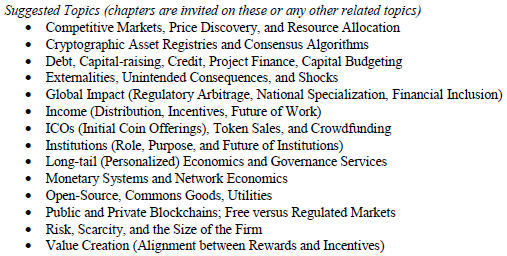 Suggested Topics (chapters are invited on these or any other related topics)
• Competitive Markets, Price Discovery, and Resource Allocation
• Cryptographic Asset Registries and Consensus Algorithms
• Debt, Capital-raising, Credit, Project Finance, Capital Budgeting
• Externalities, Unintended Consequences, and Shocks
• Global Impact (Regulatory Arbitrage, National Specialization, Financial Inclusion)
• Income (Distribution, Incentives, Future of Work)
• ICOs (Initial Coin Offerings), Token Sales, and Crowdfunding
• Institutions (Role, Purpose, and Future of Institutions)
• Long-tail (Personalized) Economics and Governance Services
• Monetary Systems and Network Economics
• Open-Source, Commons Goods, Utilities
• Public and Private Blockchains; Free versus Regulated Markets
• Risk, Scarcity, and the Size of the Firm
• Value Creation (Alignment between Rewards and Incentives)